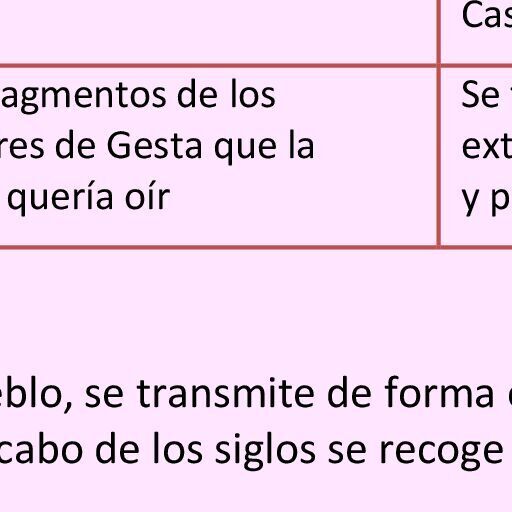 Cas
agmentos de los
Se
res de Gesta que la
ext
quería oír
y p
eblo, se transmite de forma
cabo de los siglos se recoge